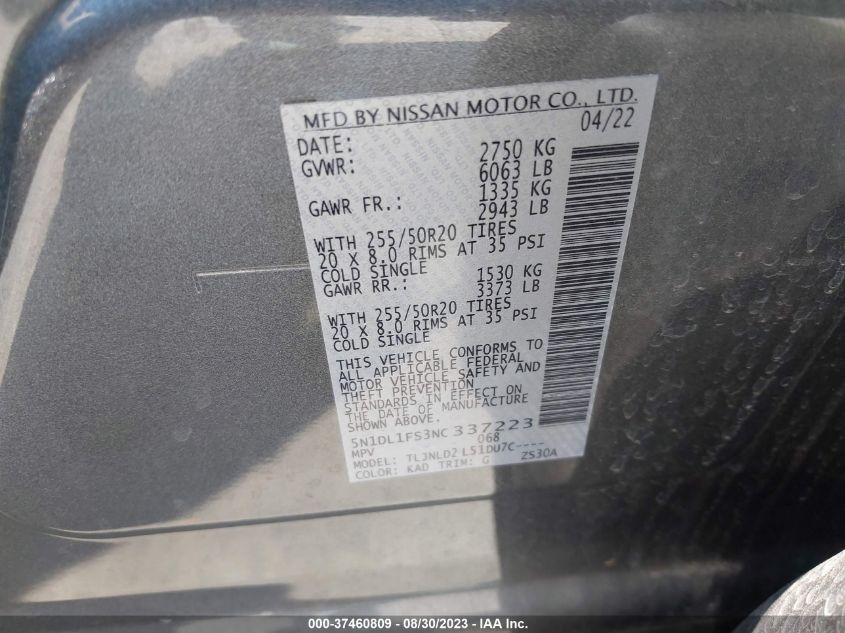 MFD BY NISSAN MOTOR CO., LTD.
DATE: 04/22
GVWR: 2750 KG
6063 LB
GAWR FR.: 1335 KG
2943 LB
WITH 255/50R20 TIRES
20 X 8.0 RIMS AT 35 PSI
COLD SINGLE
GAWR RR.: 1530 KG
3373 LB
WITH 255/50R20 TIRES
20 X 8.0 RIMS AT 35 PSI
COLD SINGLE
THIS VEHICLE CONFORMS TO
ALL APPLICABLE FEDERAL
MOTOR VEHICLE SAFETY AND
THEFT PREVENTION
STANDARDS IN EFFECT ON
THE DATE OF MANUFACTURE
SHOWN ABOVE.
5N1DL1FS3NC337223
MPV 068
MODEL: TL3NLD2 L51DU7C----
COLOR: KAD TRIM: G ZS30A
000-37460809 - 08/30/2023 - IAA Inc.